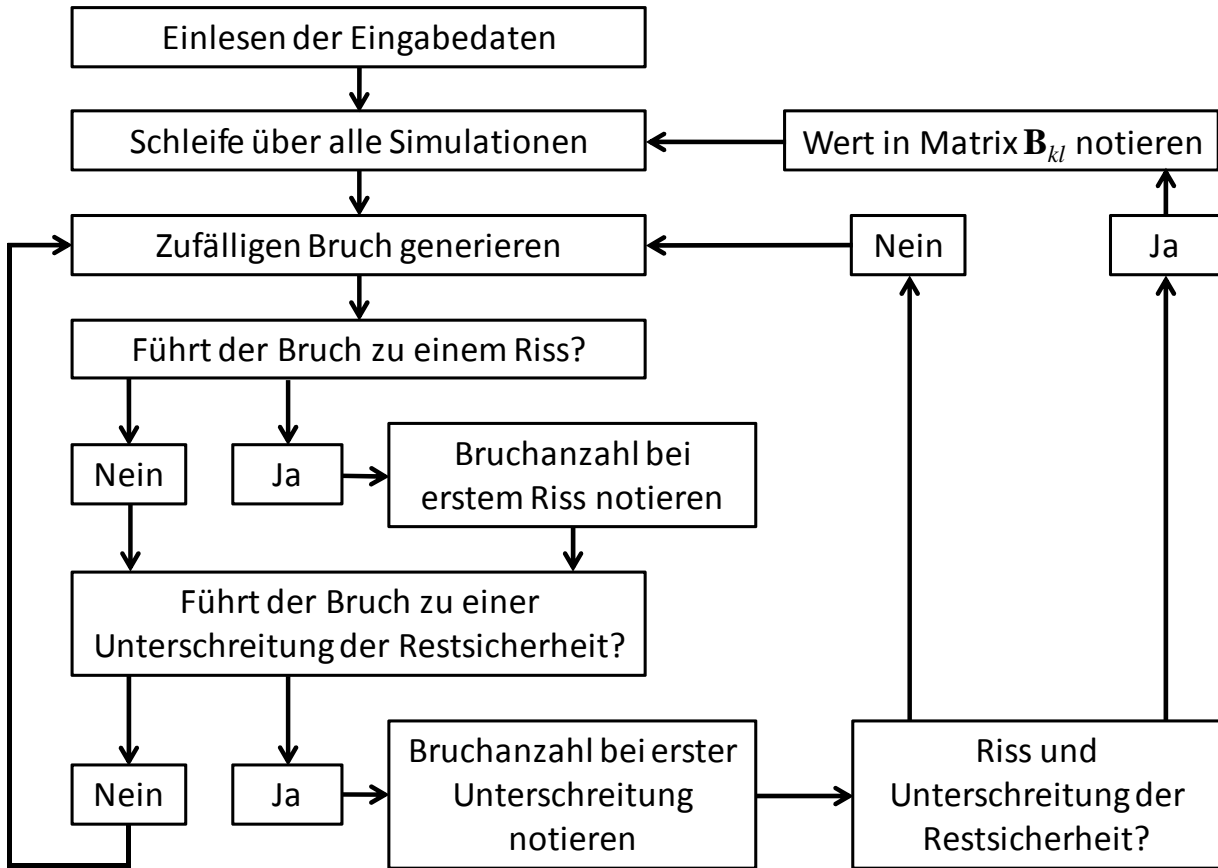 Einlesen der Eingabedaten
Schleife über alle Simulationen
Wert in Matrix B_kl notieren
Zufälligen Bruch generieren
Nein
Ja
Führt der Bruch zu einem Riss?
Nein
Ja
Bruchanzahl bei
erstem Riss notieren
Führt der Bruch zu einer
Unterschreitung der Restsicherheit?
Nein
Ja
Bruchanzahl bei erster
Unterschreitung
notieren
Riss und
Unterschreitung der
Restsicherheit?